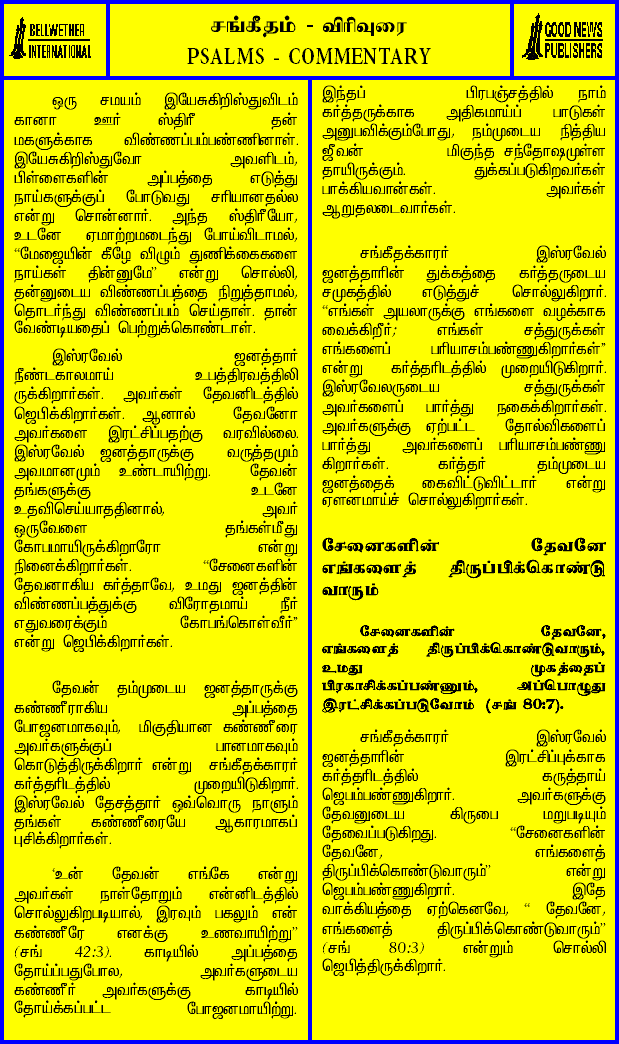 BELLWETHER
INTERNATIONAL
சங்கீதம் - விரிவுரை
PSALMS - COMMENTARY
GOOD NEWS
PUBLISHERS
ஒரு சமயம் இயேசுகிறிஸ்துவிடம்
கானா ஊர் ஸ்திரீ தன்
மகளுக்காக விண்ணப்பம்பண்ணினாள்.
இயேசுகிறிஸ்துவோ அவளிடம்,
பிள்ளைகளின் அப்பத்தை எடுத்து
நாய்களுக்குப் போடுவது சரியானதல்ல
என்று சொன்னார். அந்த ஸ்திரீயோ,
உடனே ஏமாற்றமடைந்து போய்விடாமல்,
“மேஜையின் கீழே விழும் துணிக்கைகளை
நாய்கள் தின்னுமே” என்று சொல்லி,
தன்னுடைய விண்ணப்பத்தை நிறுத்தாமல்,
தொடர்ந்து விண்ணப்பம் செய்தாள். தான்
வேண்டியதைப் பெற்றுக்கொண்டாள்.
இஸ்ரவேல் ஜனத்தார்
நீண்டகாலமாய் உபத்திரவத்திலி
ருக்கிறார்கள். அவர்கள் தேவனிடத்தில்
ஜெபிக்கிறார்கள். ஆனால் தேவனோ
அவர்களை இரட்சிப்பதற்கு வரவில்லை.
இஸ்ரவேல் ஜனத்தாருக்கு வருத்தமும்
அவமானமும் உண்டாயிற்று. தேவன்
தங்களுக்கு உடனே
உதவிசெய்யாததினால், அவர்
ஒருவேளை தங்கள்மீது
கோபமாயிருக்கிறாரோ என்று
நினைக்கிறார்கள். “சேனைகளின்
தேவனாகிய கர்த்தாவே, உமது ஜனத்தின்
விண்ணப்பத்துக்கு விரோதமாய் நீர்
எதுவரைக்கும் கோபங்கொள்வீர்”
என்று ஜெபிக்கிறார்கள்.
தேவன் தம்முடைய ஜனத்தாருக்கு
கண்ணீராகிய அப்பத்தை
போஜனமாகவும், மிகுதியான கண்ணீரை
அவர்களுக்குப் பானமாகவும்
கொடுத்திருக்கிறார் என்று சங்கீதக்காரர்
கர்த்தரிடத்தில் முறையிடுகிறார்.
இஸ்ரவேல் தேசத்தார் ஒவ்வொரு நாளும்
தங்கள் கண்ணீரையே ஆகாரமாகப்
புசிக்கிறார்கள்.
‘உன் தேவன் எங்கே என்று
அவர்கள் நாள்தோறும் என்னிடத்தில்
சொல்லுகிறபடியால், இரவும் பகலும் என்
கண்ணீரே எனக்கு உணவாயிற்று”
(சங் 42:3). காடியில் அப்பத்தை
தோய்ப்பதுபோல, அவர்களுடைய
கண்ணீர் அவர்களுக்கு காடியில்
தோய்க்கப்பட்ட போஜனமாயிற்று.
இந்தப் பிரபஞ்சத்தில் நாம்
கர்த்தருக்காக அதிகமாய்ப் பாடுகள்
அனுபவிக்கும்போது, நம்முடைய நித்திய
ஜீவன் மிகுந்த சந்தோஷமுள்ள
தாயிருக்கும். துக்கப்படுகிறவர்கள்
பாக்கியவான்கள். அவர்கள்
ஆறுதலடைவார்கள்.
சங்கீதக்காரர் இஸ்ரவேல்
ஜனத்தாரின் துக்கத்தை கர்த்தருடைய
சமுகத்தில் எடுத்துச் சொல்லுகிறார்.
“எங்கள் அயலாருக்கு எங்களை வழக்காக
வைக்கிறீர்; எங்கள் சத்துருக்கள்
எங்களைப் பரியாசம்பண்ணுகிறார்கள்”
என்று கர்த்தரிடத்தில் முறையிடுகிறார்.
இஸ்ரவேலருடைய சத்துருக்கள்
அவர்களைப் பார்த்து நகைக்கிறார்கள்.
அவர்களுக்கு ஏற்பட்ட தோல்விகளைப்
பார்த்து அவர்களைப் பரியாசம்பண்ணு
கிறார்கள். கர்த்தர் தம்முடைய
ஜனத்தைக் கைவிட்டுவிட்டார் என்று
ஏளனமாய்ச் சொல்லுகிறார்கள்.
சேனைகளின் தேவனே
எங்களைத் திருப்பிக்கொண்டு
வாரும்
சேனைகளின் தேவனே,
எங்களைத் திருப்பிக்கொண்டுவாரும்,
உமது முகத்தைப்
பிரகாசிக்கப்பண்ணும், அப்பொழுது
இரட்சிக்கப்படுவோம் (சங் 80:7).
சங்கீதக்காரர் இஸ்ரவேல்
ஜனத்தாரின் இரட்சிப்புக்காக
கர்த்தரிடத்தில் கருத்தாய்
ஜெபம்பண்ணுகிறார். அவர்களுக்கு
தேவனுடைய கிருபை மறுபடியும்
தேவைப்படுகிறது. “சேனைகளின்
தேவனே, எங்களைத்
திருப்பிக்கொண்டுவாரும்” என்று
ஜெபம்பண்ணுகிறார். இதே
வாக்கியத்தை ஏற்கெனவே, “ தேவனே,
எங்களைத் திருப்பிக்கொண்டுவாரும்”
(சங் 80:3) என்றும் சொல்லி
ஜெபித்திருக்கிறார்.